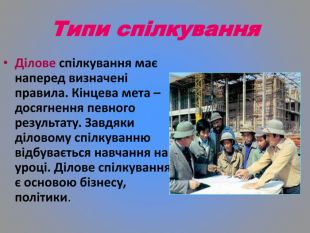 Типи спілкування
• Ділове спілкування має
наперед визначені
правила. Кінцева мета –
досягнення певного
результату. Завдяки
діловому спілкуванню
відбувається навчання на
уроці. Ділове спілкування
є основою бізнесу,
політики.